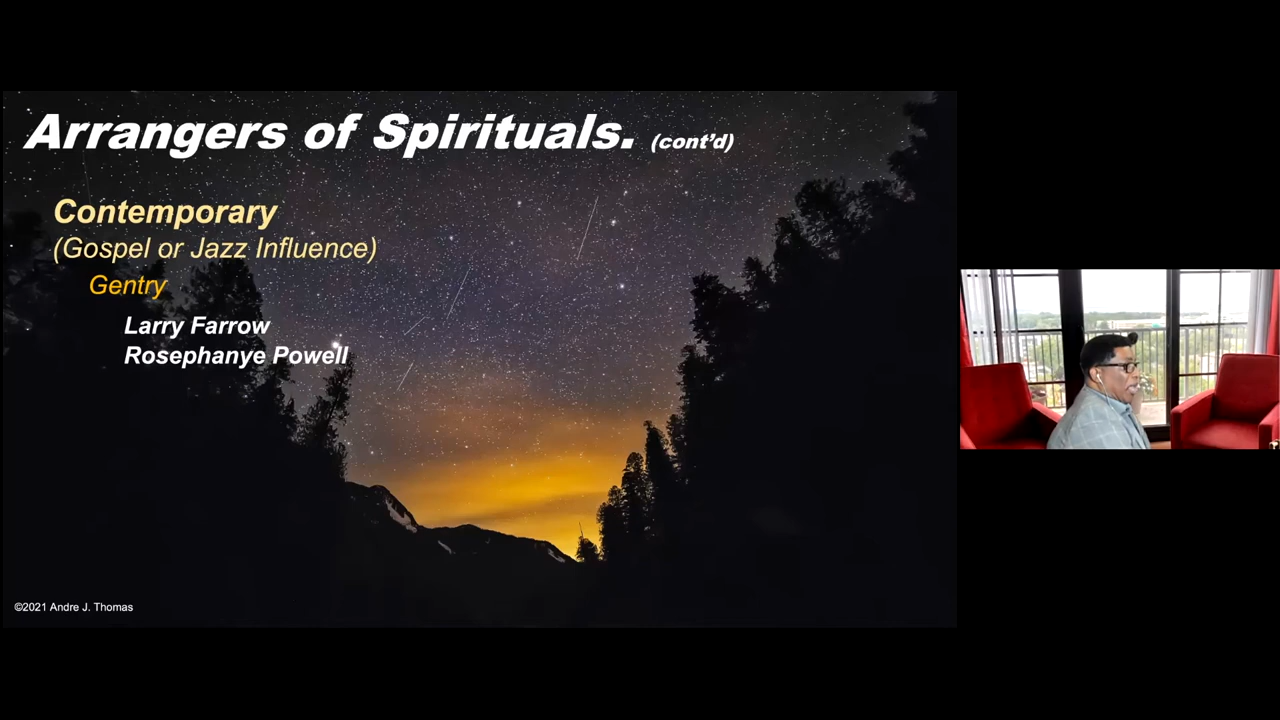 Arrangers of Spirituals. (cont'd)
Contemporary
(Gospel or Jazz Influence)
Gentry
Larry Farrow
Rosephanye Powell
©2021 Andre J. Thomas